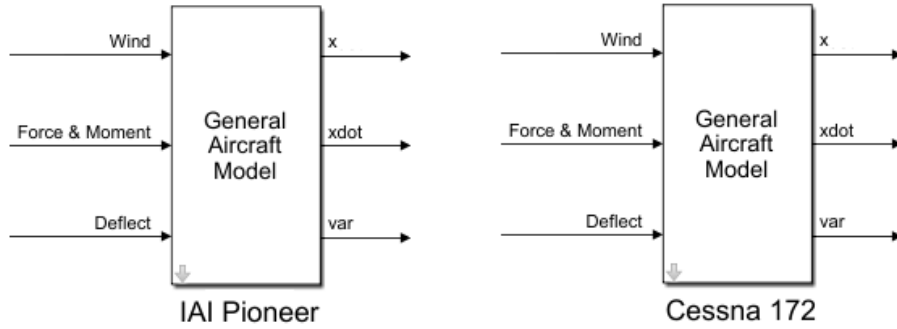 Wind
x
Force & Moment
General
Aircraft
Model
xdot
Deflect
var
IAI Pioneer
Wind
x
Force & Moment
General
Aircraft
Model
xdot
Deflect
var
Cessna 172